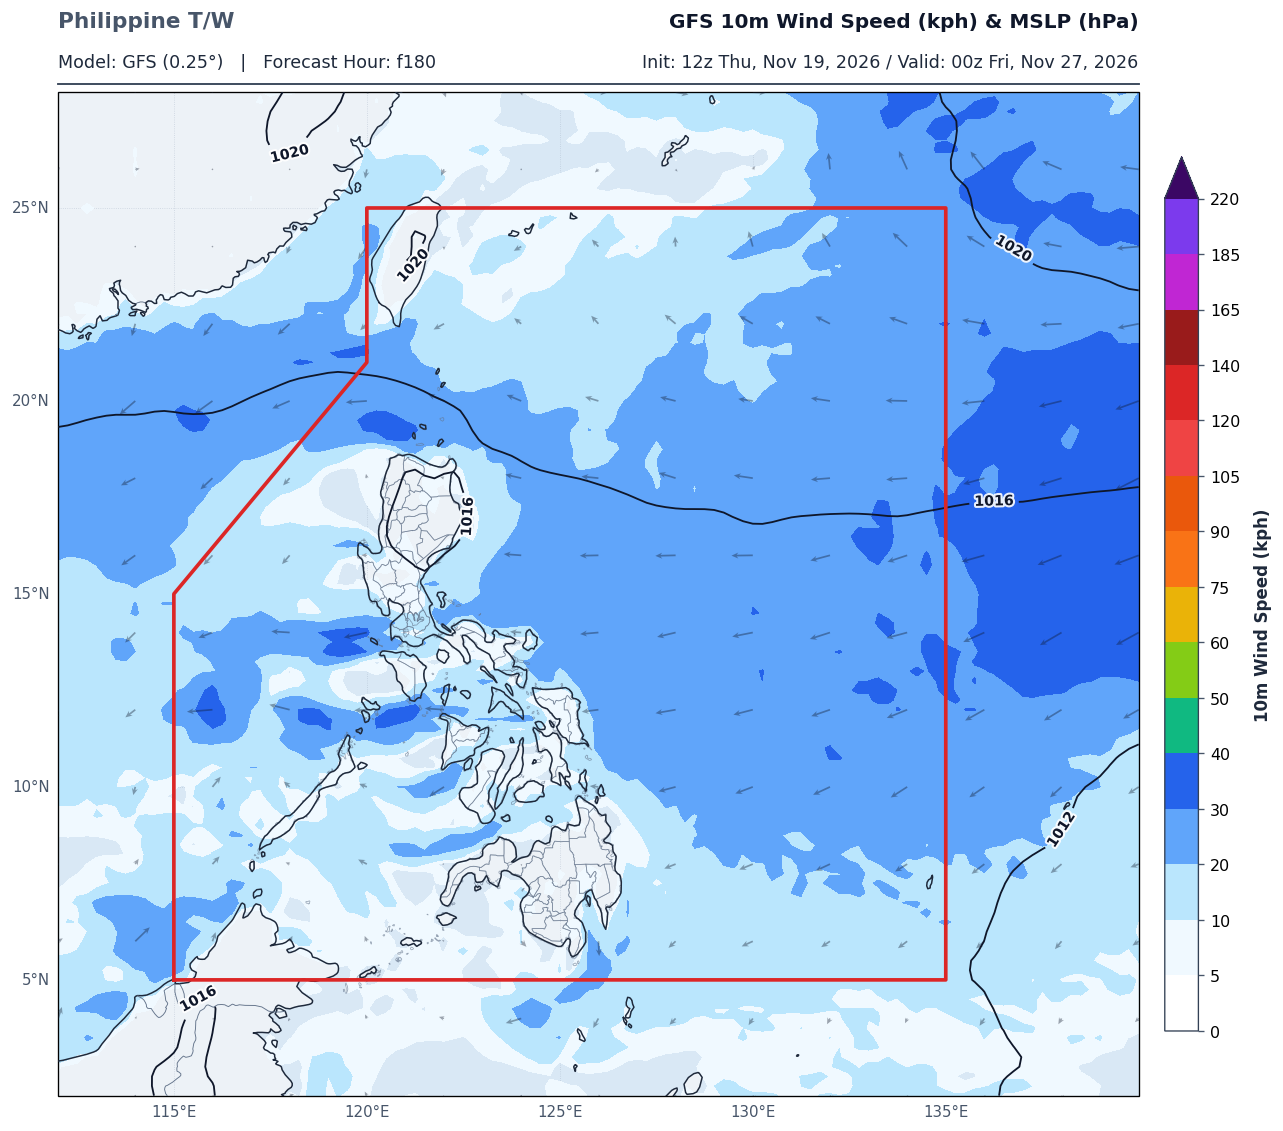 Philippine T/W
GFS 10m Wind Speed (kph) & MSLP (hPa)
Model: GFS (0.25°) | Forecast Hour: f180
Init: 12z Thu, Nov 19, 2026 / Valid: 00z Fri, Nov 27, 2026
1020
1020
1020
1016
1016
1012
1016
25°N
20°N
15°N
10°N
5°N
115°E
120°E
125°E
130°E
135°E
220
185
165
140
120
105
90
75
60
50
40
30
20
10
5
0
10m Wind Speed (kph)